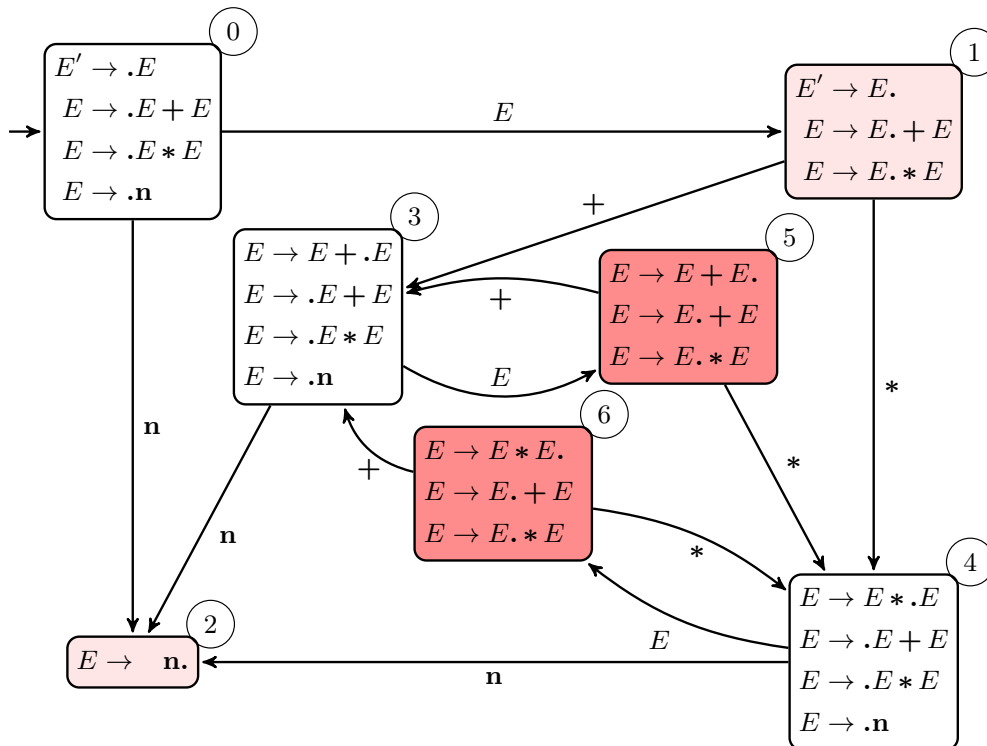 0
E′ → .E
E → .E + E
E → .E ∗ E
E → .n
E
1
E′ → E.
E → E. + E
E → E. ∗ E
+
3
E → E + .E
E → .E + E
E → .E ∗ E
E → .n
+
E
5
E → E + E.
E → E. + E
E → E. ∗ E
∗
∗
n
n
+
6
E → E ∗ E.
E → E. + E
E → E. ∗ E
∗
E
4
E → E ∗ .E
E → .E + E
E → .E ∗ E
E → .n
n
2
E → n.